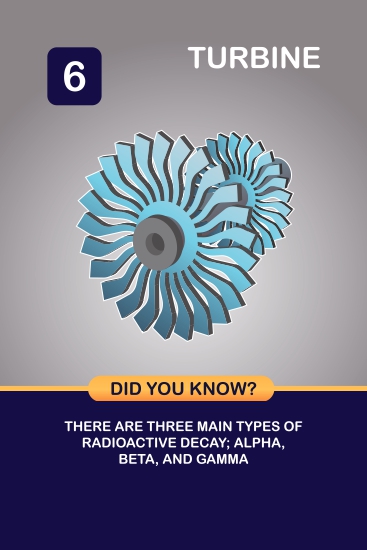 6
TURBINE
DID YOU KNOW?
THERE ARE THREE MAIN TYPES OF
RADIOACTIVE DECAY; ALPHA,
BETA, AND GAMMA